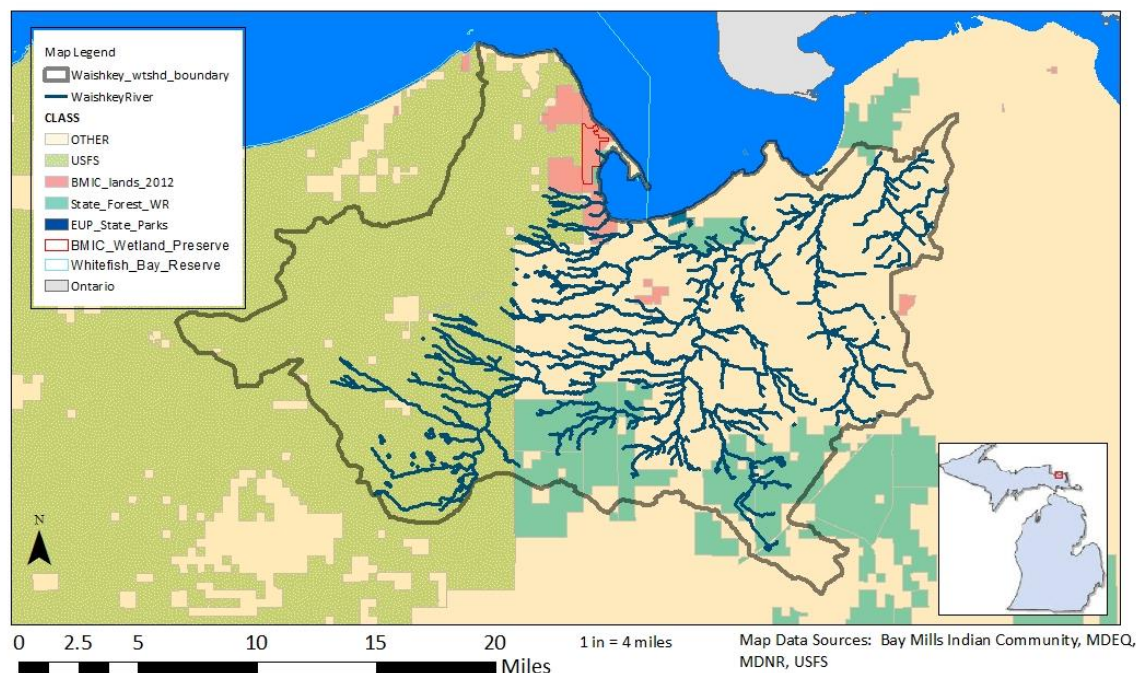 Map Legend
Waishkey_wtshd_boundary
WaishkeyRiver
CLASS
OTHER
USFS
BMIC_lands_2012
State_Forest_WR
EUP_State_Parks
BMIC_Wetland_Preserve
Whitefish_Bay_Reserve
Ontario
N
0 2.5 5 10 15 20
Miles
1 in = 4 miles
Map Data Sources: Bay Mills Indian Community, MDEQ,
MDNR, USFS